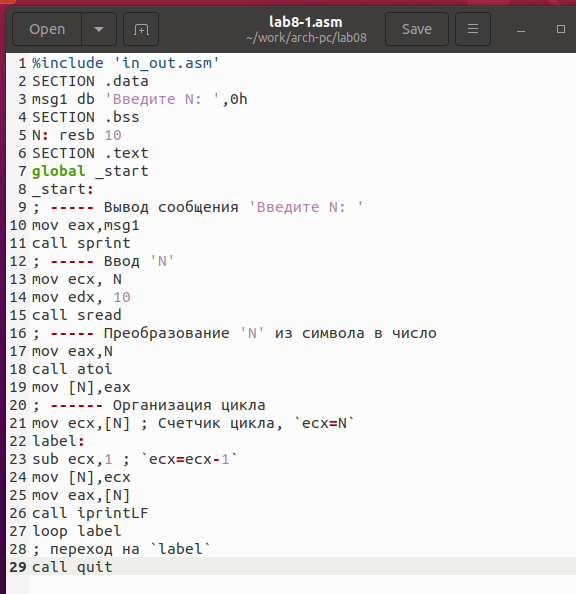 Open
lab8-1.asm
~/work/arch-pc/lab08
Save
1 %include 'in_out.asm'
2 SECTION .data
3 msg1 db 'Введите N: ',0h
4 SECTION .bss
5 N: resb 10
6 SECTION .text
7 global _start
8 _start:
9 ; ----- Вывод сообщения 'Введите N: '
10 mov eax,msg1
11 call sprint
12 ; ----- Ввод 'N'
13 mov ecx, N
14 mov edx, 10
15 call sread
16 ; ----- Преобразование 'N' из символа в число
17 mov eax,N
18 call atoi
19 mov [N],eax
20 ; ------ Организация цикла
21 mov ecx,[N] ; Счетчик цикла, `ecx=N`
22 label:
23 sub ecx,1 ; `ecx=ecx-1`
24 mov [N],ecx
25 mov eax,[N]
26 call iprintLF
27 loop label
28 ; переход на `label`
29 call quit